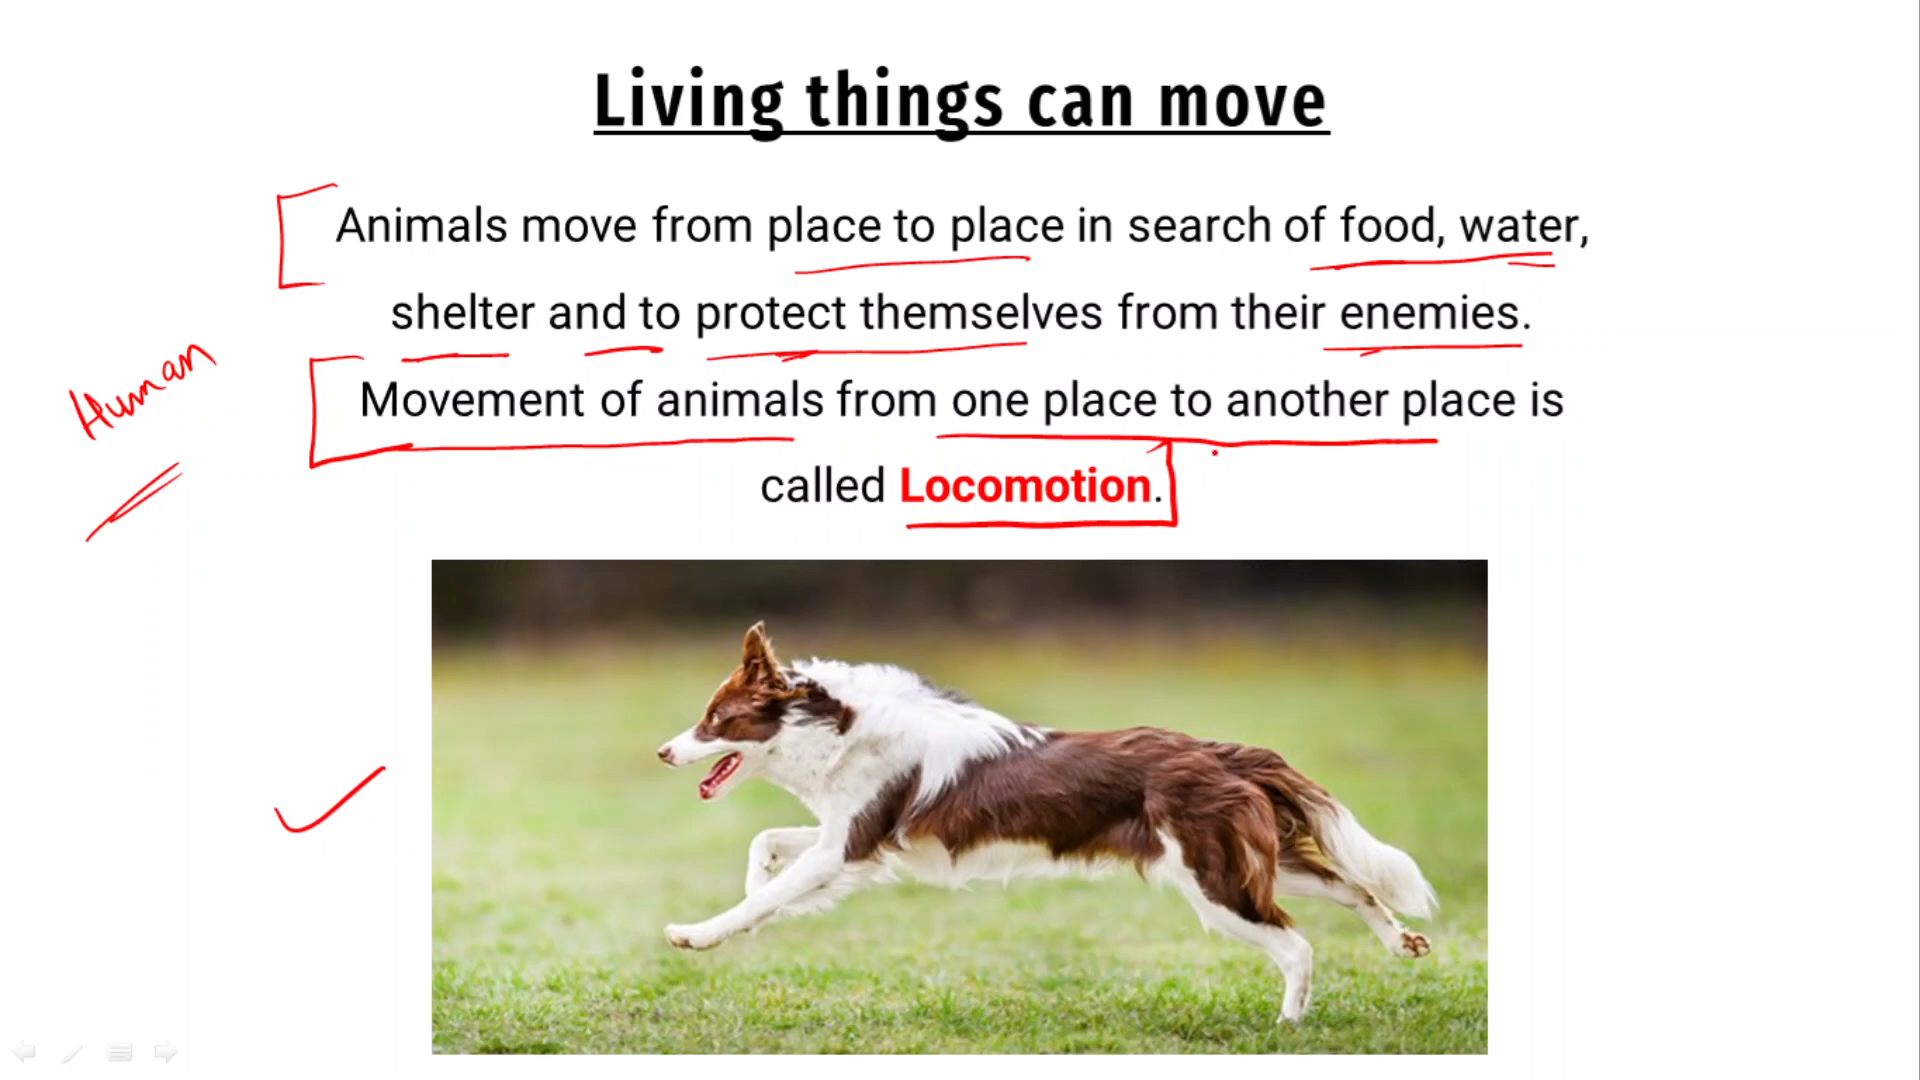 Living things can move
Animals move from place to place in search of food, water,
shelter and to protect themselves from their enemies.
Human
Movement of animals from one place to another place is
called Locomotion.